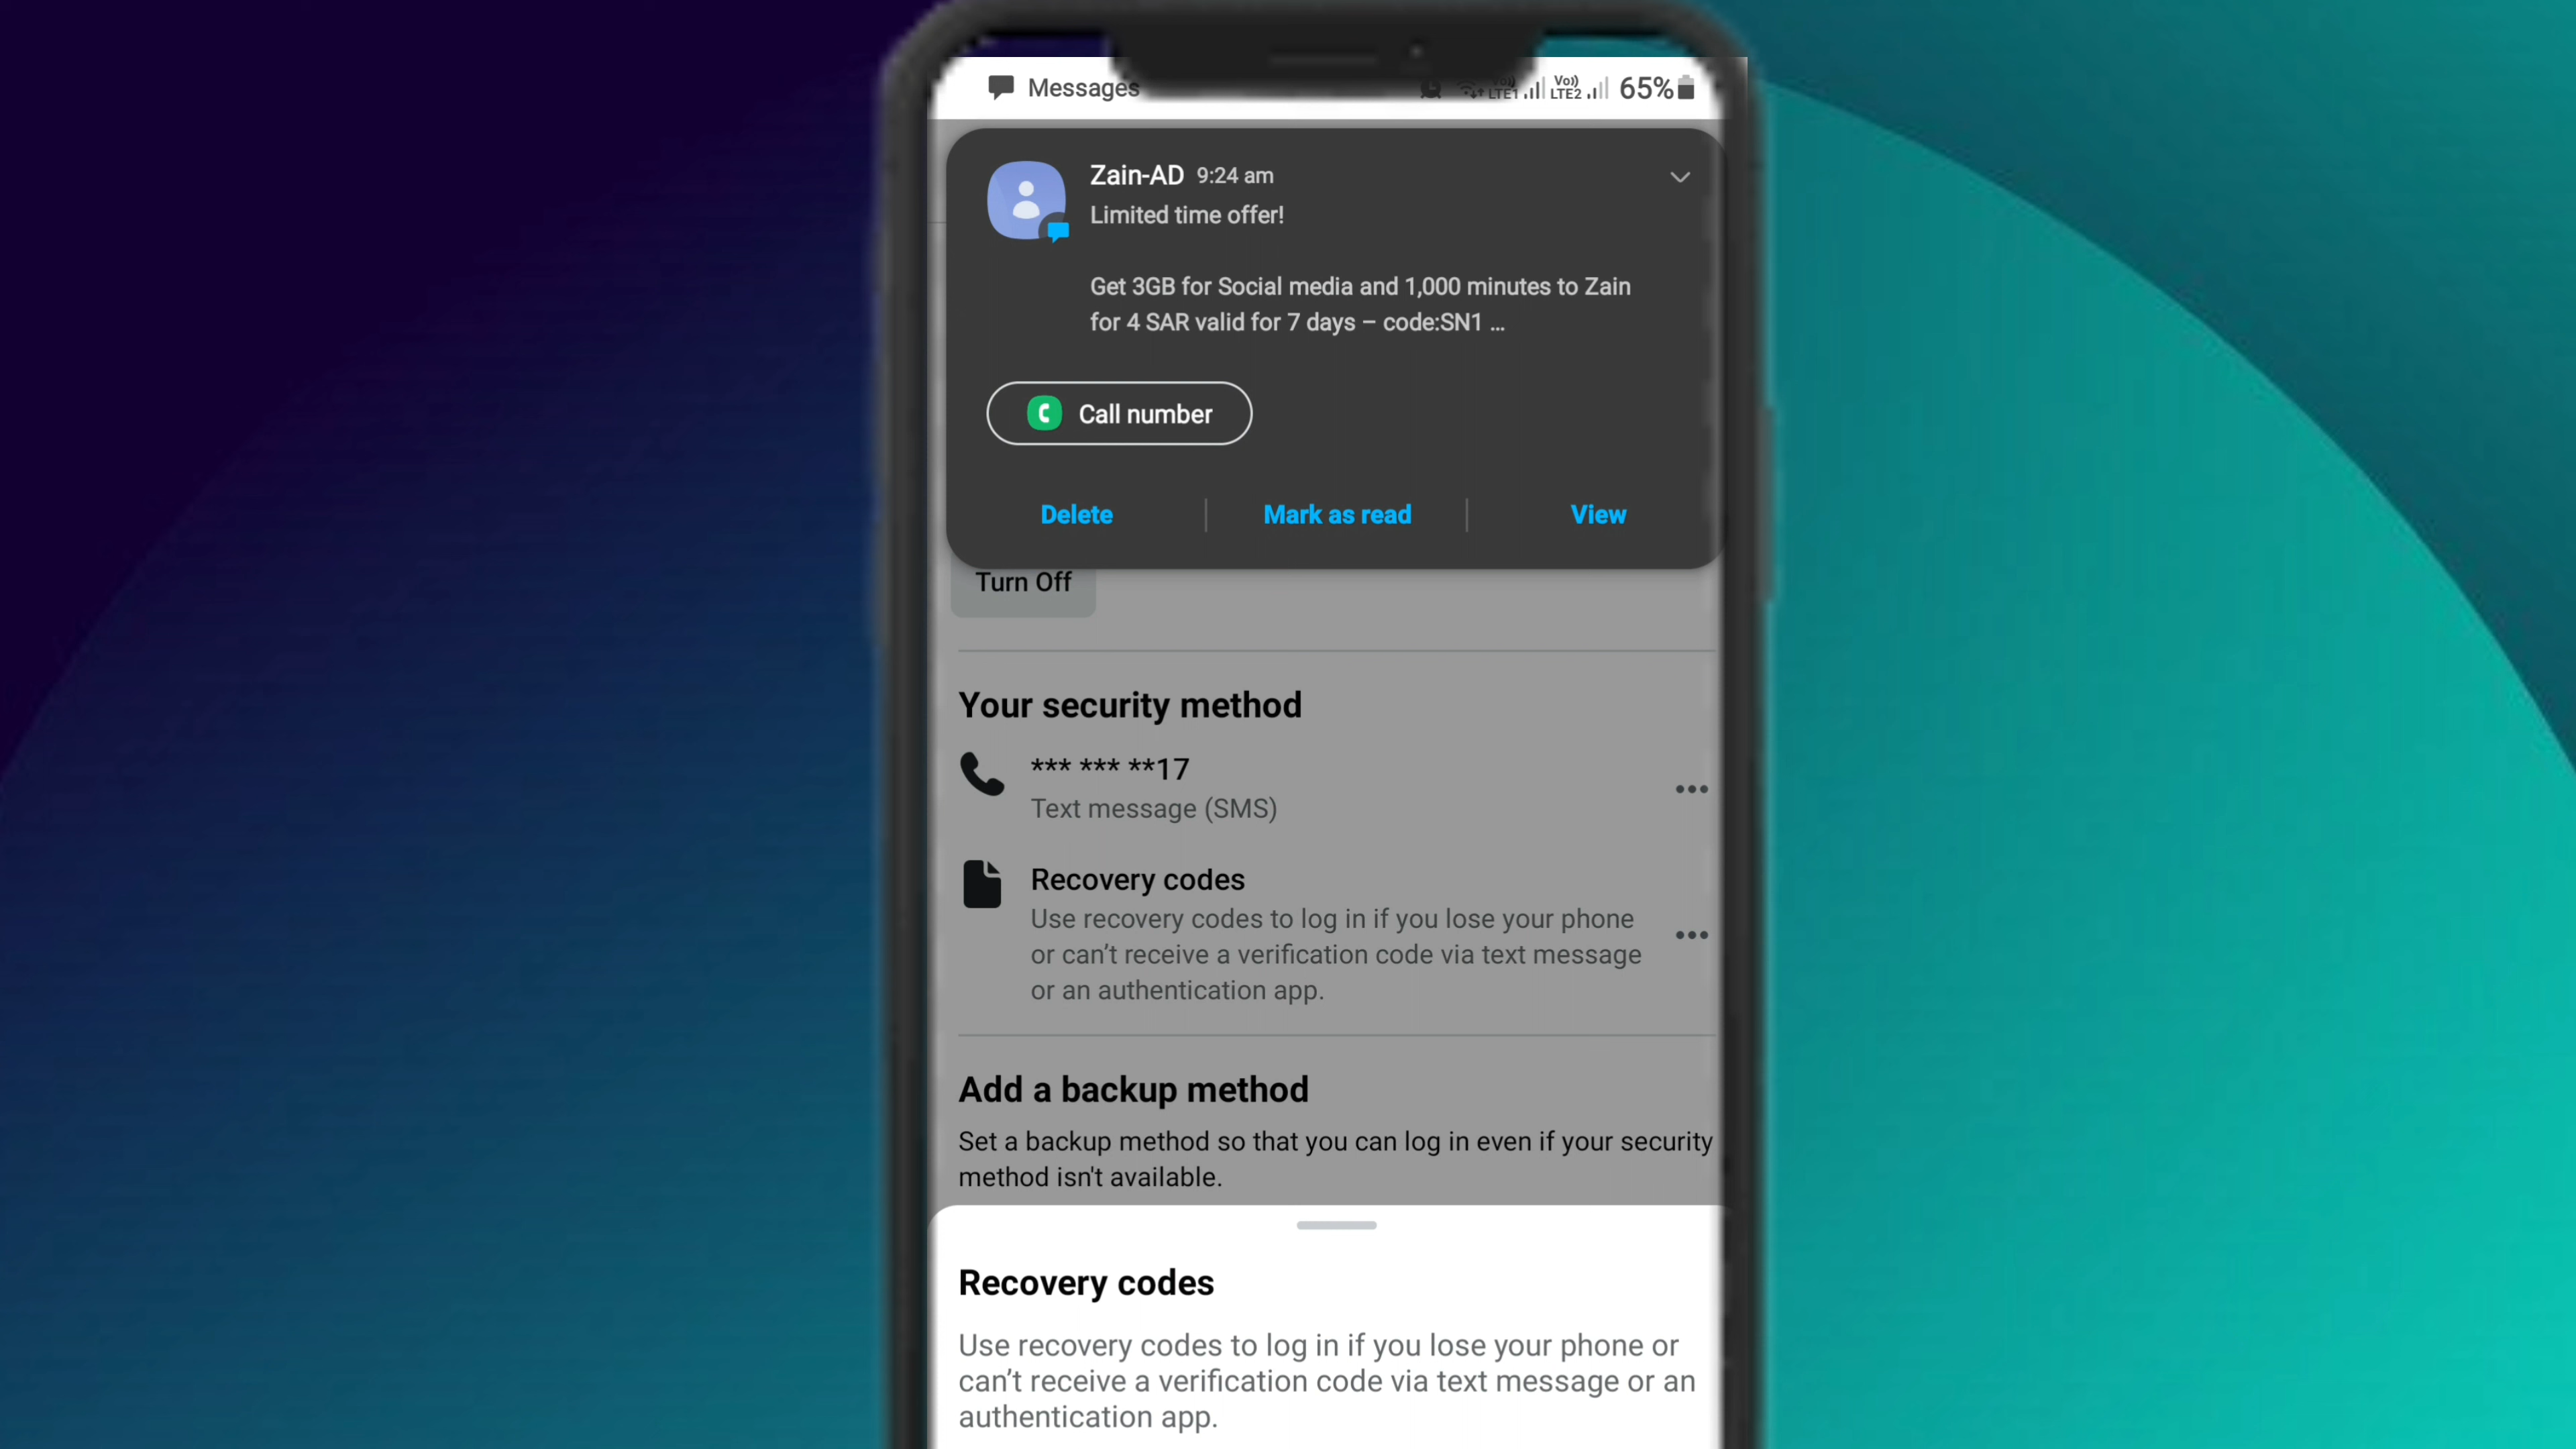 Messages
LTE1 Vo)) LTE2 65%
Zain-AD 9:24 am
Limited time offer!
Get 3GB for Social media and 1,000 minutes to Zain
for 4 SAR valid for 7 days – code:SN1 ...
Call number
Delete Mark as read View
Turn Off
Your security method
*** *** **17
Text message (SMS)
Recovery codes
Use recovery codes to log in if you lose your phone
or can’t receive a verification code via text message
or an authentication app.
Add a backup method
Set a backup method so that you can log in even if your security
method isn't available.
Recovery codes
Use recovery codes to log in if you lose your phone or
can’t receive a verification code via text message or an
authentication app.